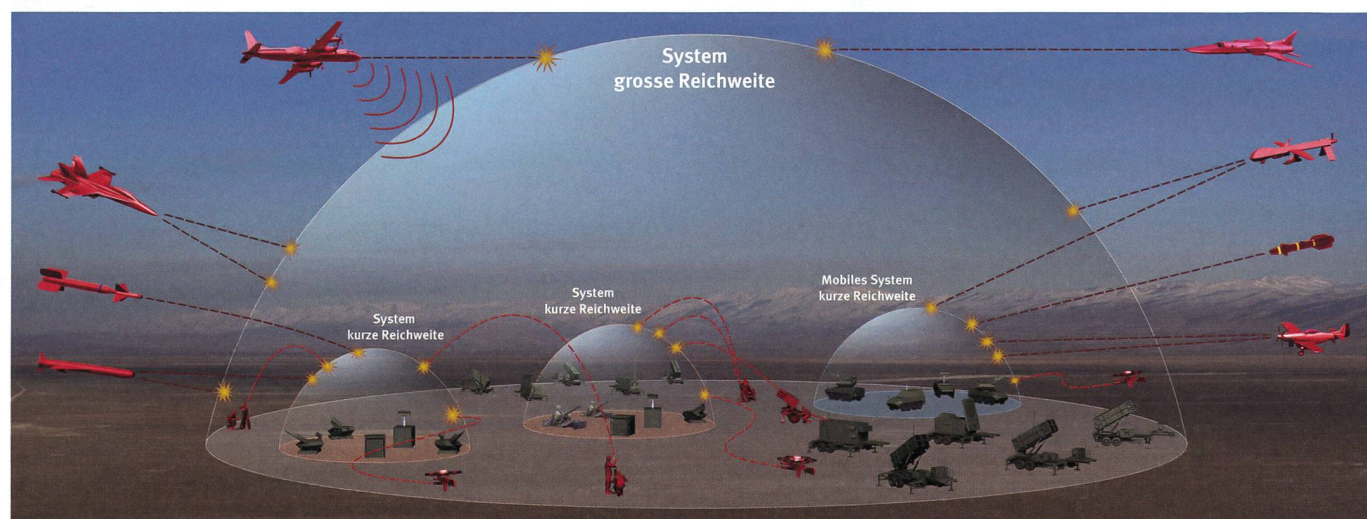 System
grosse Reichweite
System
kurze Reichweite
System
kurze Reichweite
Mobiles System
kurze Reichweite